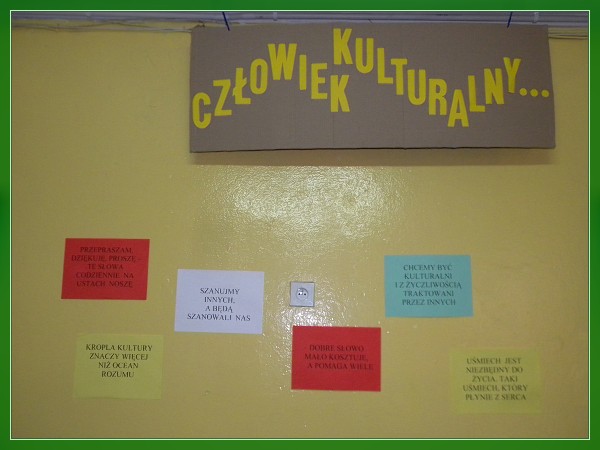 CZŁOWIEK KULTURALNY...
PRZEPRASZAM,
DZIĘKUJĘ, PROSZĘ -
TE SŁOWA
CODZIENNIE NA
USTACH NOSZĘ
SZANUJMY
INNYCH,
A BĘDĄ
SZANOWALI NAS
CHCEMY BYĆ
KULTURALNI
I Z ŻYCZLIWOŚCIĄ
TRAKTOWANI
PRZEZ INNYCH
KROPLA KULTURY
ZNACZY WIĘCEJ
NIŻ OCEAN
ROZUMU
DOBRE SŁOWO
MAŁO KOSZTUJE,
A POMAGA WIELE
UŚMIECH JEST
NIEZBĘDNY DO
ŻYCIA. TAKI
UŚMIECH, KTÓRY
PŁYNIE Z SERCA